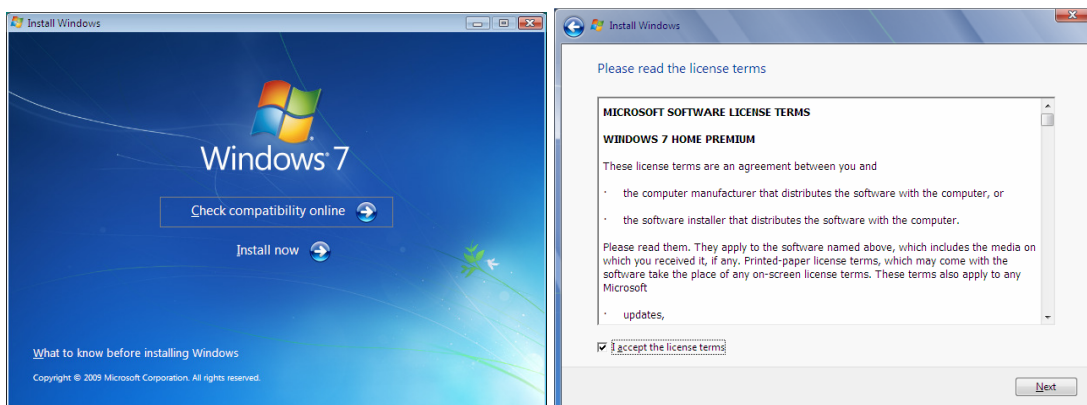 Install Windows
Windows 7
Check compatibility online
Install now
What to know before installing Windows
Copyright © 2009 Microsoft Corporation. All rights reserved.
Install Windows
Please read the license terms
MICROSOFT SOFTWARE LICENSE TERMS
WINDOWS 7 HOME PREMIUM
These license terms are an agreement between you and
· the computer manufacturer that distributes the software with the computer, or
· the software installer that distributes the software with the computer.
Please read them. They apply to the software named above, which includes the media on
which you received it, if any. Printed-paper license terms, which may come with the
software take the place of any on-screen license terms. These terms also apply to any
Microsoft
· updates,
I accept the license terms
Next